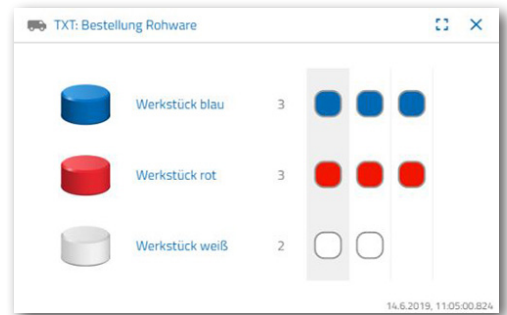 TXT: Bestellung Rohware
Werkstück blau 3
Werkstück rot 3
Werkstück weiß 2
14.6.2019, 11:05:00.824